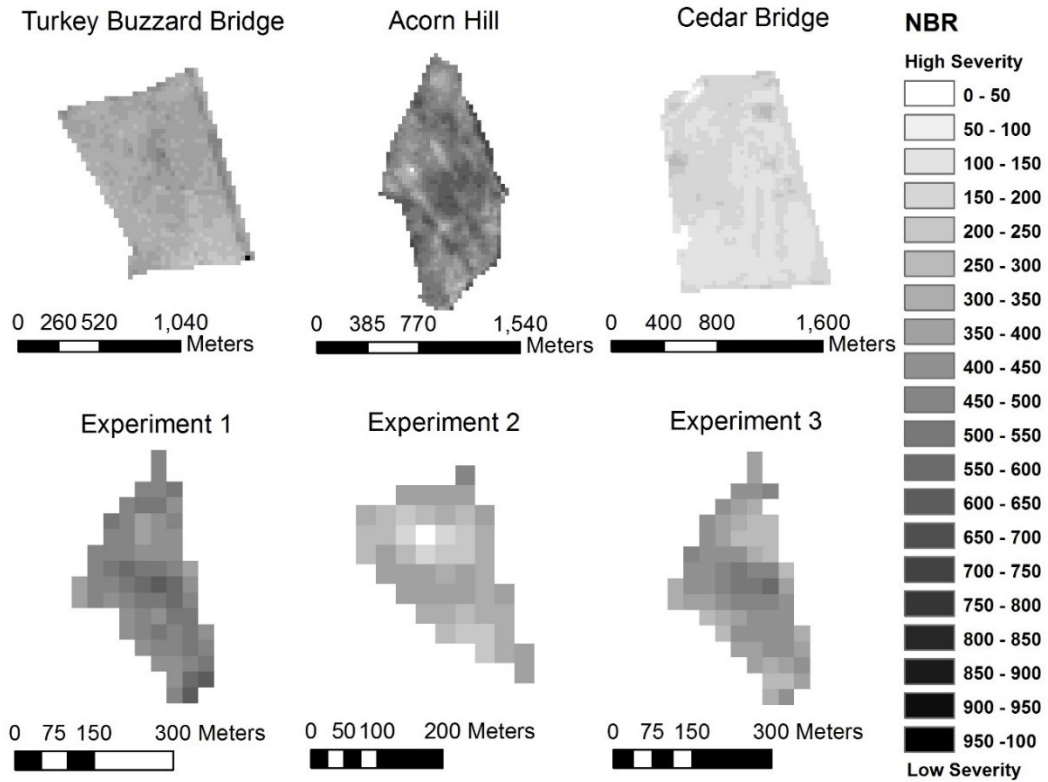 Turkey Buzzard Bridge
Acorn Hill
Cedar Bridge
0 260 520 1,040
Meters
0 385 770 1,540
Meters
0 400 800 1,600
Meters
Experiment 1
Experiment 2
Experiment 3
0 75 150 300 Meters
0 50 100 200 Meters
0 75 150 300 Meters
NBR
High Severity
0 - 50
50 - 100
100 - 150
150 - 200
200 - 250
250 - 300
300 - 350
350 - 400
400 - 450
450 - 500
500 - 550
550 - 600
600 - 650
650 - 700
700 - 750
750 - 800
800 - 850
850 - 900
900 - 950
950 -100
Low Severity